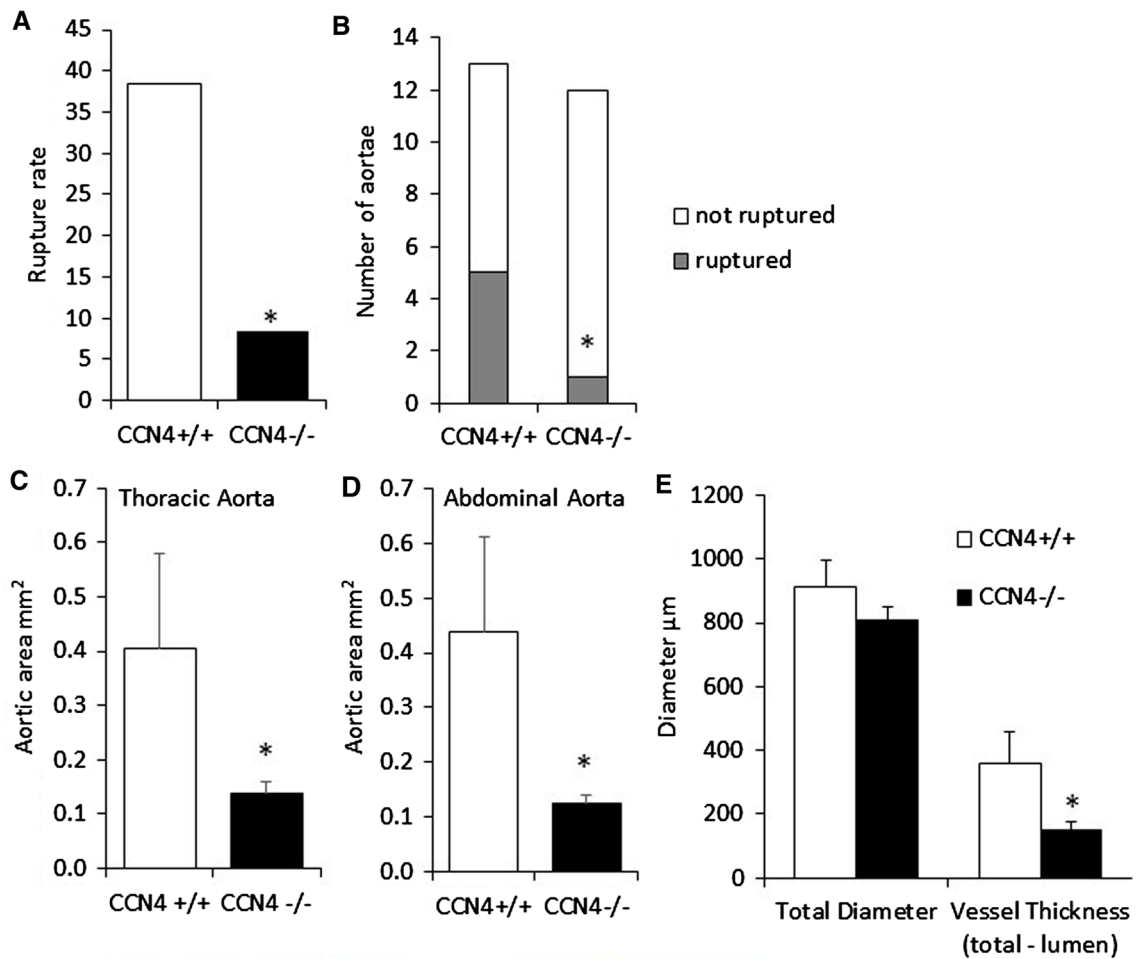 A
45
40
35
30
25
20
15
10
5
0
Rupture rate
*
CCN4+/+ CCN4-/-
B
14
12
10
8
6
4
2
0
Number of aortae
*
CCN4+/+ CCN4-/-
not ruptured
ruptured
C
Thoracic Aorta
0.7
0.6
0.5
0.4
0.3
0.2
0.1
0.0
Aortic area mm²
*
CCN4 +/+ CCN4 -/-
D
Abdominal Aorta
0.7
0.6
0.5
0.4
0.3
0.2
0.1
0.0
Aortic area mm²
*
CCN4+/+ CCN4-/-
E
1200
1000
800
600
400
200
0
Diameter µm
CCN4+/+
CCN4-/-
*
Total Diameter
Vessel Thickness
(total - lumen)